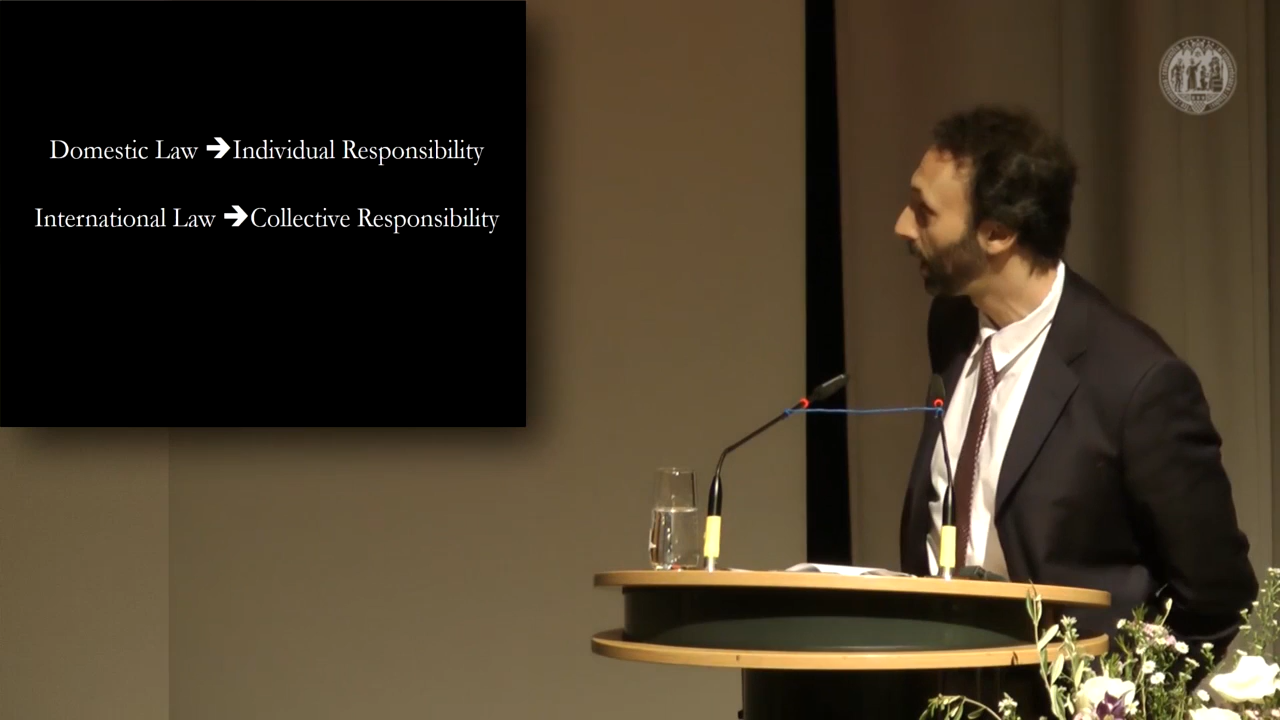 Domestic Law 🡺Individual Responsibility
International Law 🡺Collective Responsibility